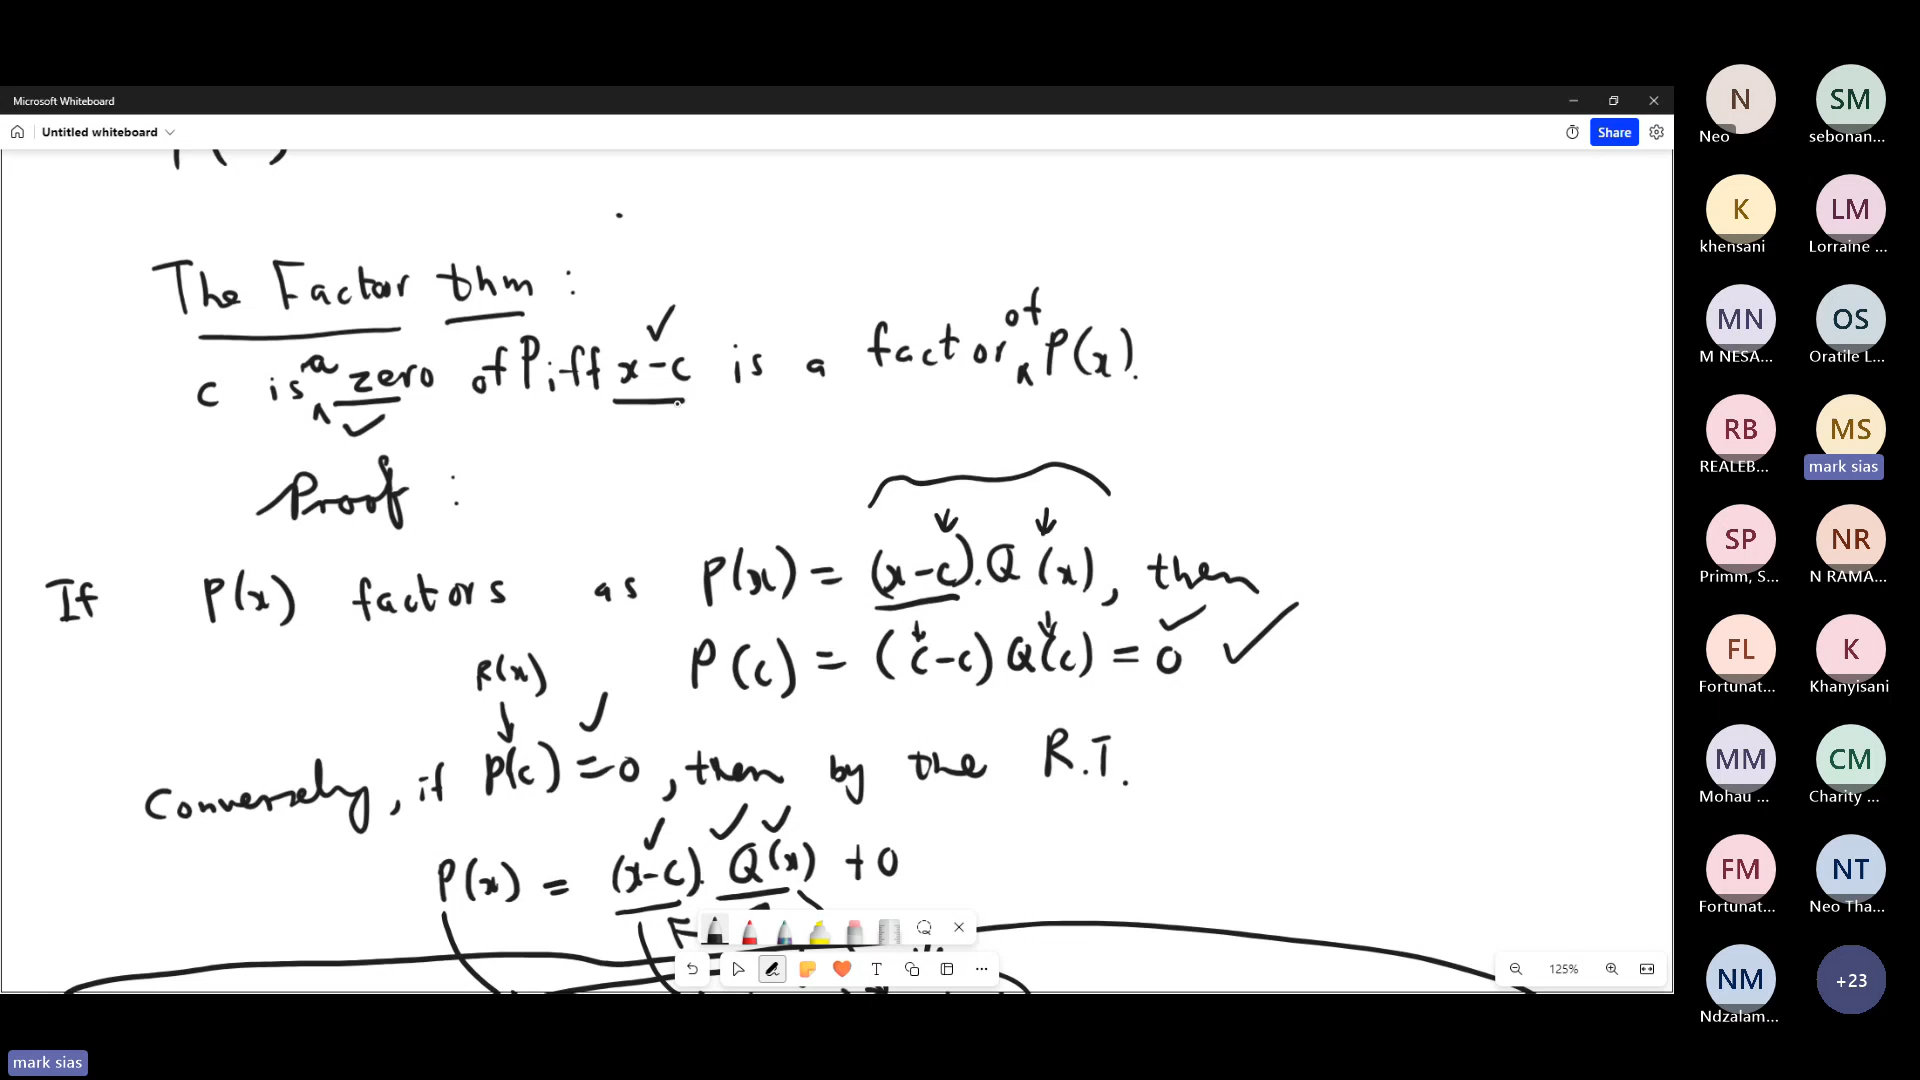 Microsoft Whiteboard
Untitled whiteboard
Share
P( )
The Factor thm :
c is a zero of P iff x-c is a factor of P(x).
Proof :
If P(x) factors as P(x) = (x-c).Q(x), then
P(c) = (c-c)Q(c) = 0
R(x)
Conversely, if P(c) = 0, then by the R.T.
P(x) = (x-c).Q(x) + 0
125%
N
Neo
SM
sebonan...
K
khensani
LM
Lorraine ...
MN
M NESA...
OS
Oratile L...
RB
REALEB...
MS
mark sias
SP
Primm, S...
NR
N RAMA...
FL
Fortunat...
K
Khanyisani
MM
Mohau ...
CM
Charity ...
FM
Fortunat...
NT
Neo Tha...
NM
Ndzalam...
+23
mark sias